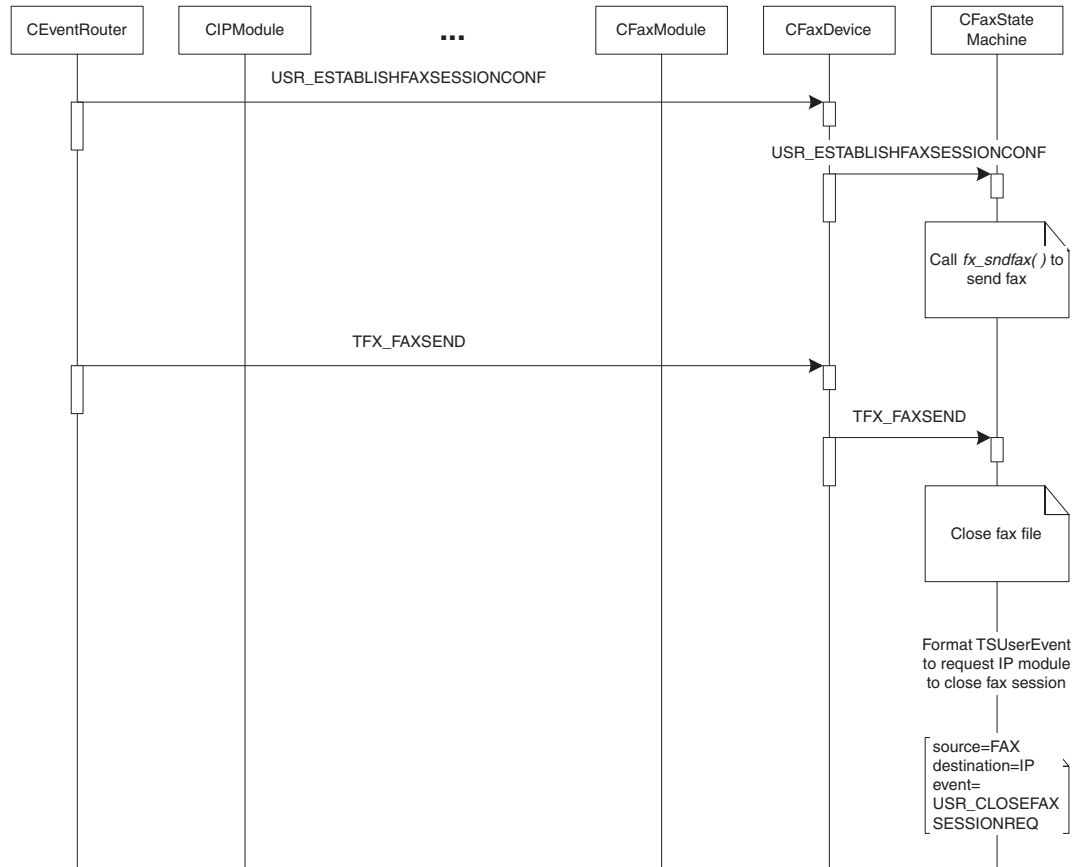 CEventRouter
CIPModule
...
CFaxModule
CFaxDevice
CFaxState
Machine
USR_ESTABLISHFAXSESSIONCONF
USR_ESTABLISHFAXSESSIONCONF
Call fx_sndfax( ) to
send fax
TFX_FAXSEND
TFX_FAXSEND
Close fax file
Format TSUserEvent
to request IP module
to close fax session
source=FAX
destination=IP
event=
USR_CLOSEFAX
SESSIONREQ